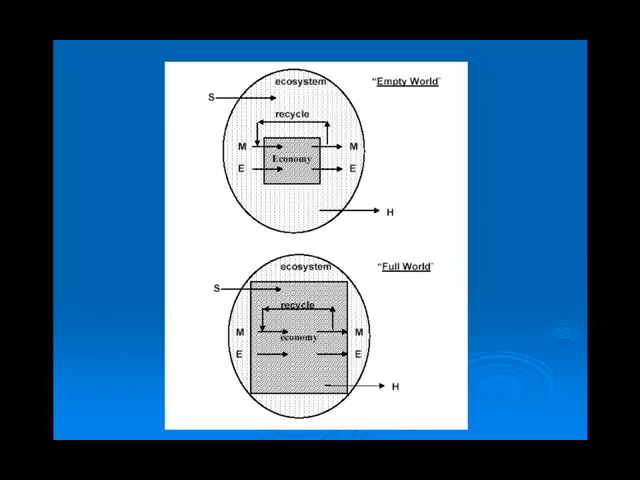 ecosystem
"Empty World"
S
recycle
M
M
Economy
E
E
H
ecosystem
"Full World"
S
recycle
M
M
economy
E
E
H